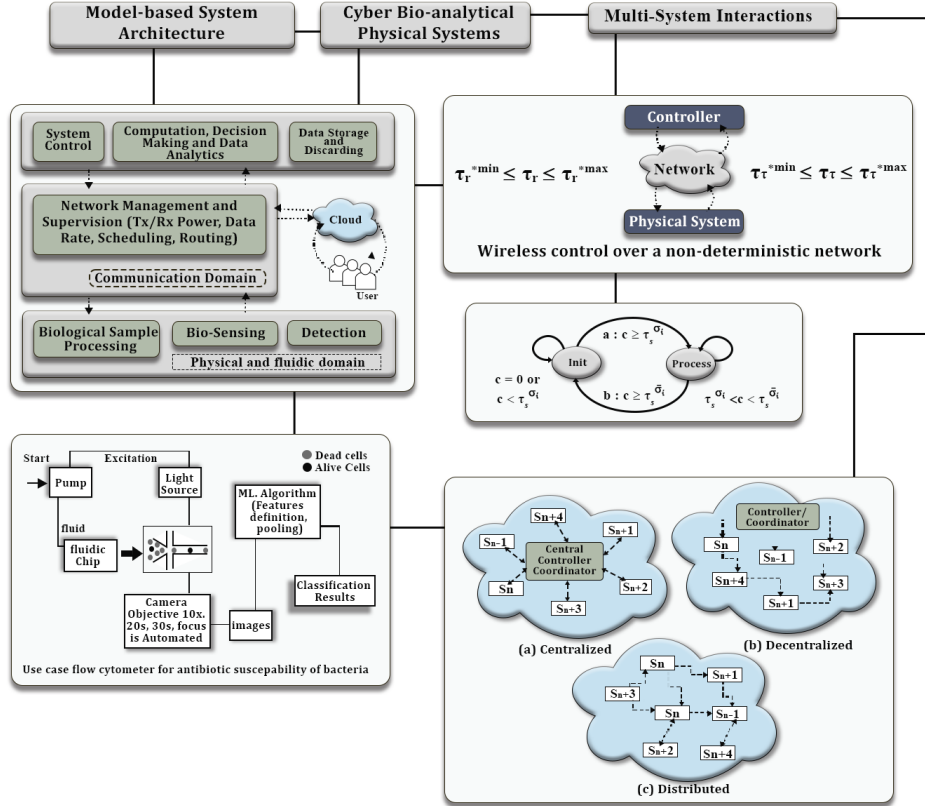 Model-based System
Architecture
Cyber Bio-analytical
Physical Systems
Multi-System Interactions
System
Control
Computation, Decision
Making and Data
Analytics
Data Storage
and
Discarding
Network Management and
Supervision (Tx/Rx Power, Data
Rate, Scheduling, Routing)
Communication Domain
Cloud
User
Biological Sample
Processing
Bio-Sensing
Detection
Physical and fluidic domain
Controller
Network
Physical System
τr*min ≤ τr ≤ τr*max
ττ*min ≤ ττ ≤ ττ*max
Wireless control over a non-deterministic network
a : c ≥ τs^σi
Init
Process
c = 0 or
c < τs^σi
b : c ≥ τs^σ̃i
τs^σi <c < τs^σ̃i
Start
Excitation
Dead cells
Alive Cells
Pump
Light
Source
fluid
fluidic
Chip
ML. Algorithm
(Features
definition,
pooling)
Classification
Results
Camera
Objective 10x.
20s, 30s, focus
is Automated
images
Use case flow cytometer for antibiotic suscepability of bacteria
Sn+4
Sn-1
Sn+1
Central
Controller
Coordinator
Sn
Sn+2
Sn+3
(a) Centralized
Controller/
Coordinator
Sn
Sn-1
Sn+2
Sn+4
Sn+3
Sn+1
(b) Decentralized
Sn
Sn+1
Sn+3
Sn
Sn-1
Sn+2
Sn+4
(c) Distributed